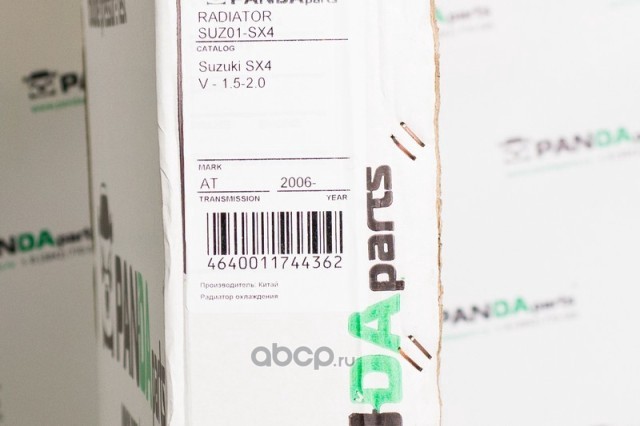 PANDAparts
RADIATOR
SUZ01-SX4
CATALOG
Suzuki SX4
V - 1.5-2.0
MARK
AT 2006-
TRANSMISSION YEAR
4640011744362
Производитель: Китай
Радиатор охлаждения
DAparts
abcp.ru
PANDAparts
PANDAparts
PANDAparts
PANDAparts